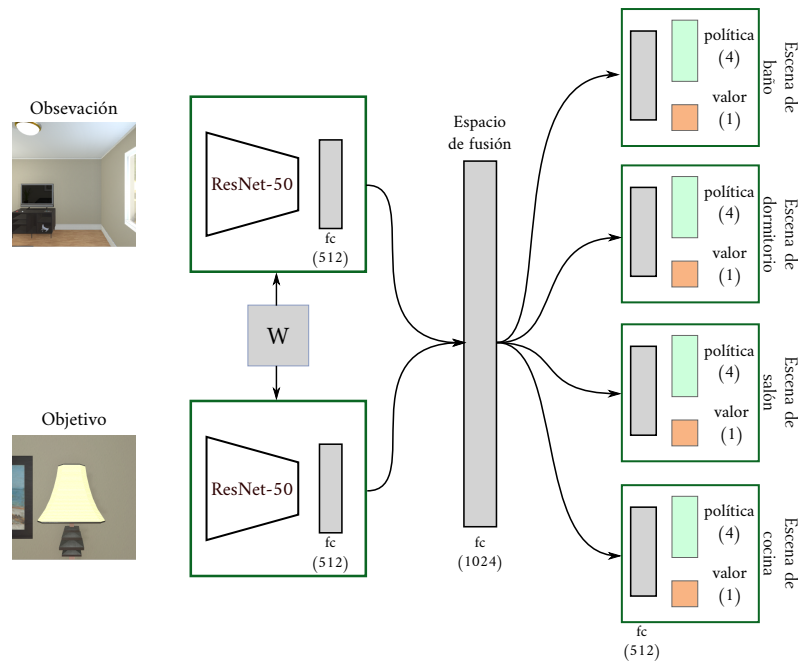 Obsevación
ResNet-50
fc
(512)
W
Objetivo
ResNet-50
fc
(512)
Espacio
de fusión
fc
(1024)
política
(4)
valor
(1)
Escena de
baño
política
(4)
valor
(1)
Escena de
dormitorio
política
(4)
valor
(1)
Escena de
salón
política
(4)
valor
(1)
Escena de
cocina
fc
(512)